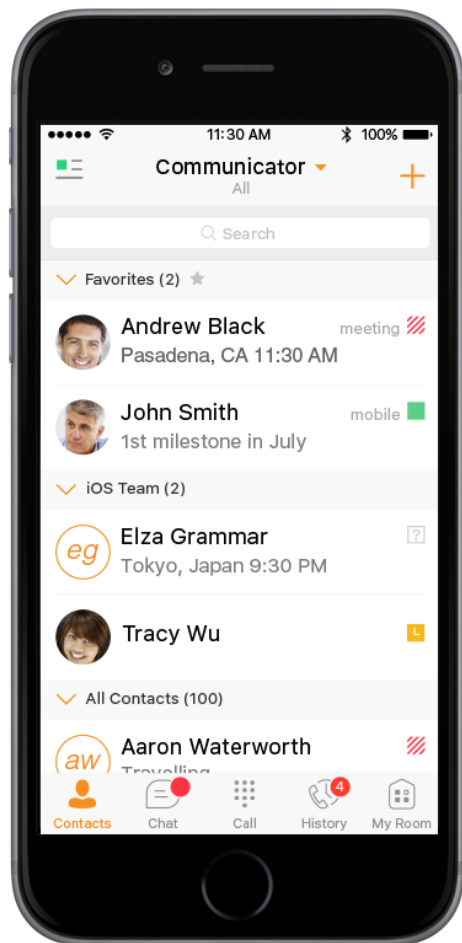 11:30 AM 100%
Communicator
All
Search
Favorites (2)
Andrew Black meeting
Pasadena, CA 11:30 AM
John Smith mobile
1st milestone in July
iOS Team (2)
eg Elza Grammar ?
Tokyo, Japan 9:30 PM
Tracy Wu
All Contacts (100)
aw Aaron Waterworth
Travelling
4
Contacts Chat Call History My Room